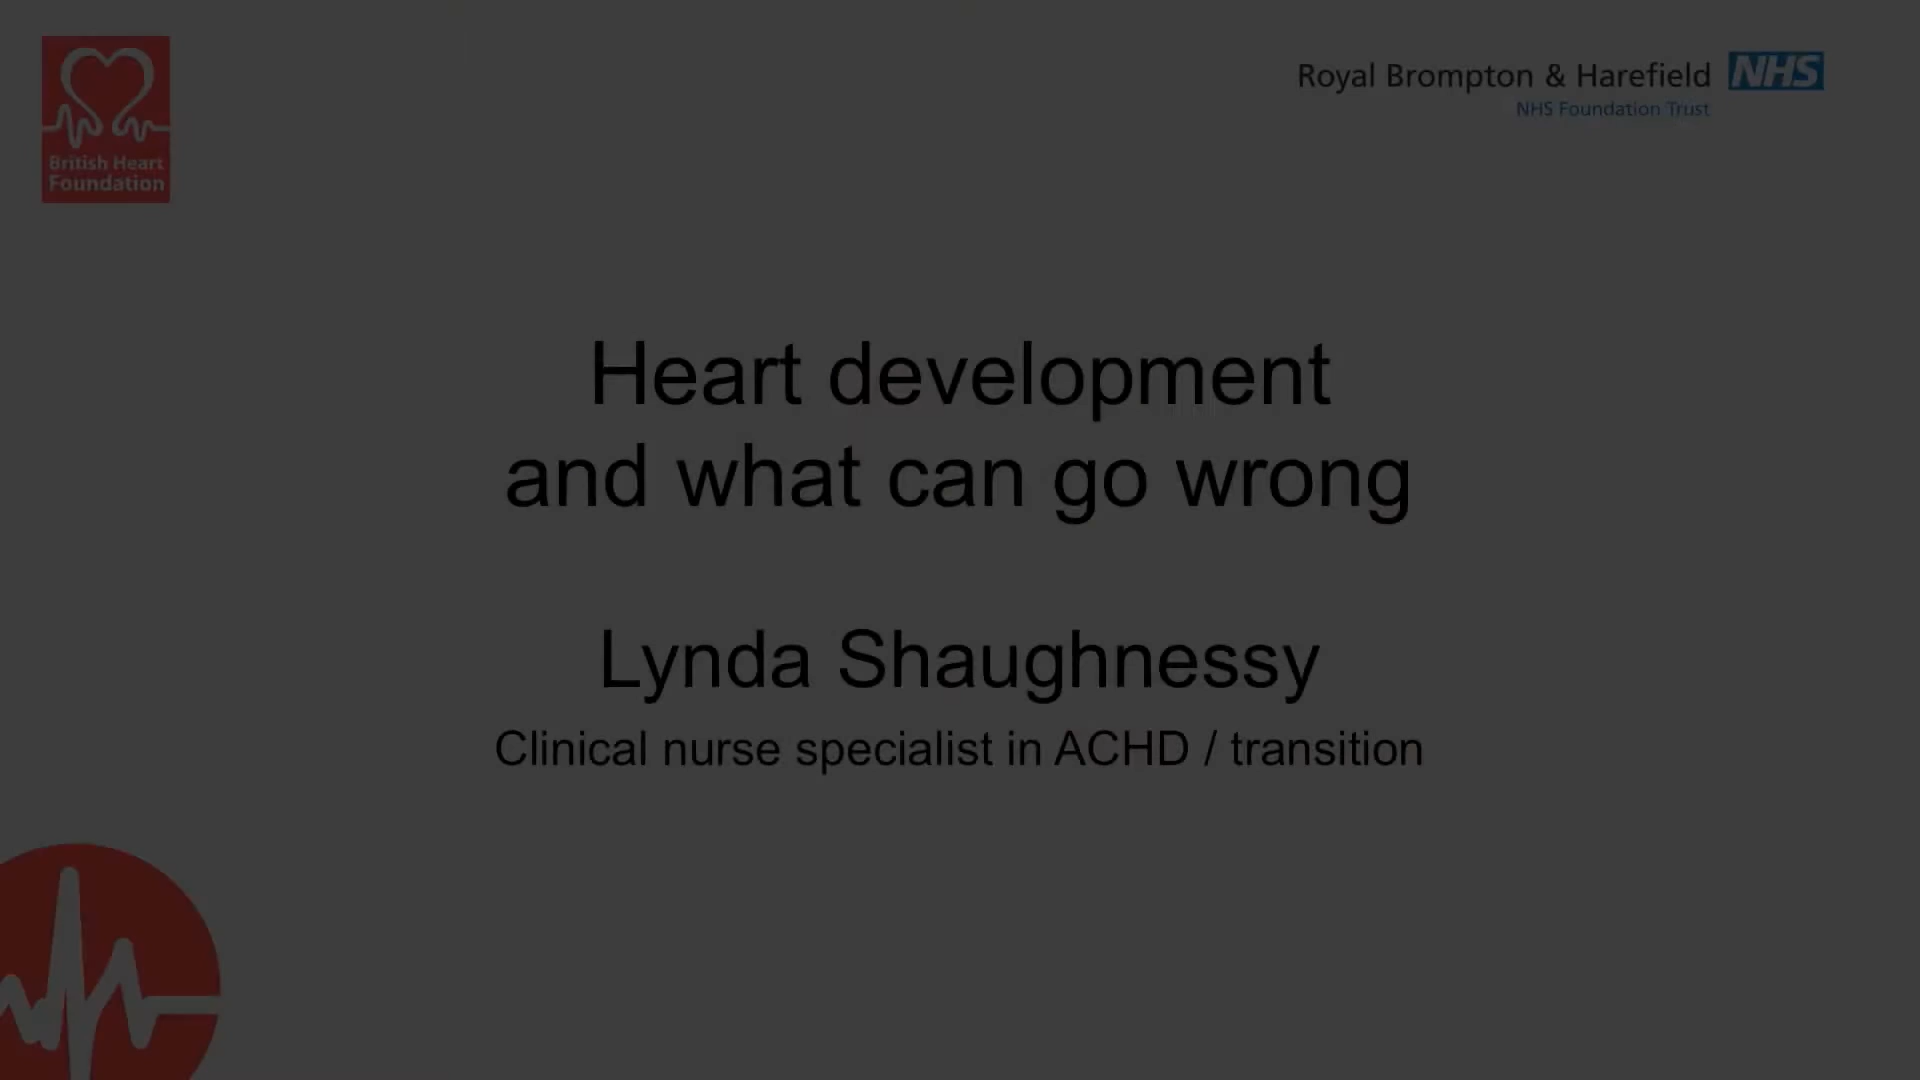 British Heart
Foundation
Royal Brompton & Harefield NHS
NHS Foundation Trust
Heart development
and what can go wrong
Lynda Shaughnessy
Clinical nurse specialist in ACHD / transition